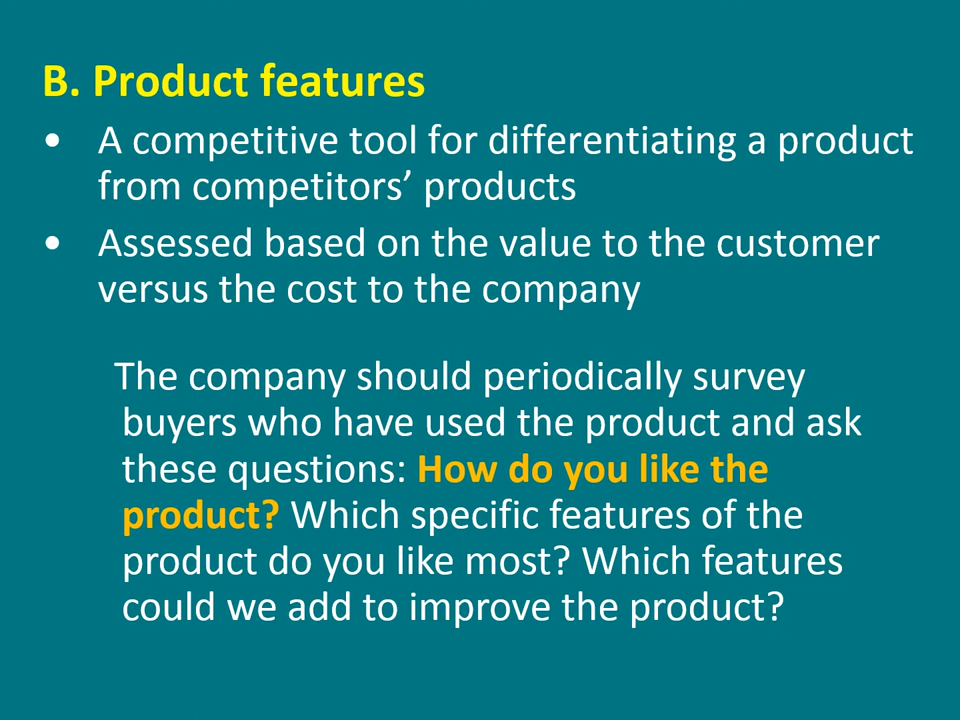 B. Product features
• A competitive tool for differentiating a product
from competitors’ products
• Assessed based on the value to the customer
versus the cost to the company
The company should periodically survey
buyers who have used the product and ask
these questions: How do you like the
product? Which specific features of the
product do you like most? Which features
could we add to improve the product?